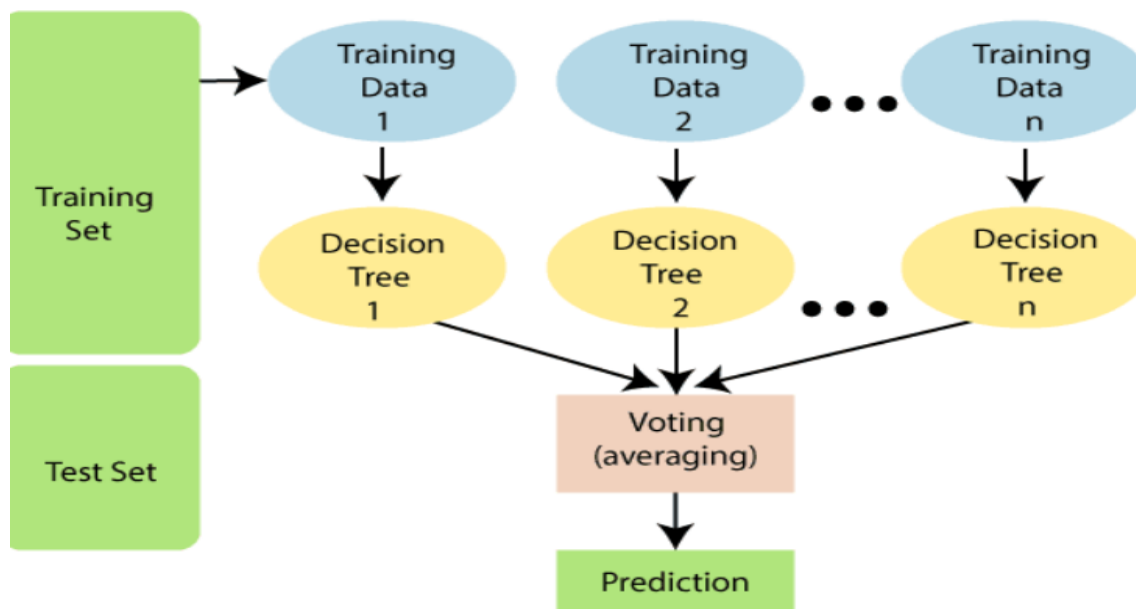 Training
Set
Test Set
Training
Data
1
Training
Data
2
Training
Data
n
Decision
Tree
1
Decision
Tree
2
Decision
Tree
n
Voting
(averaging)
Prediction